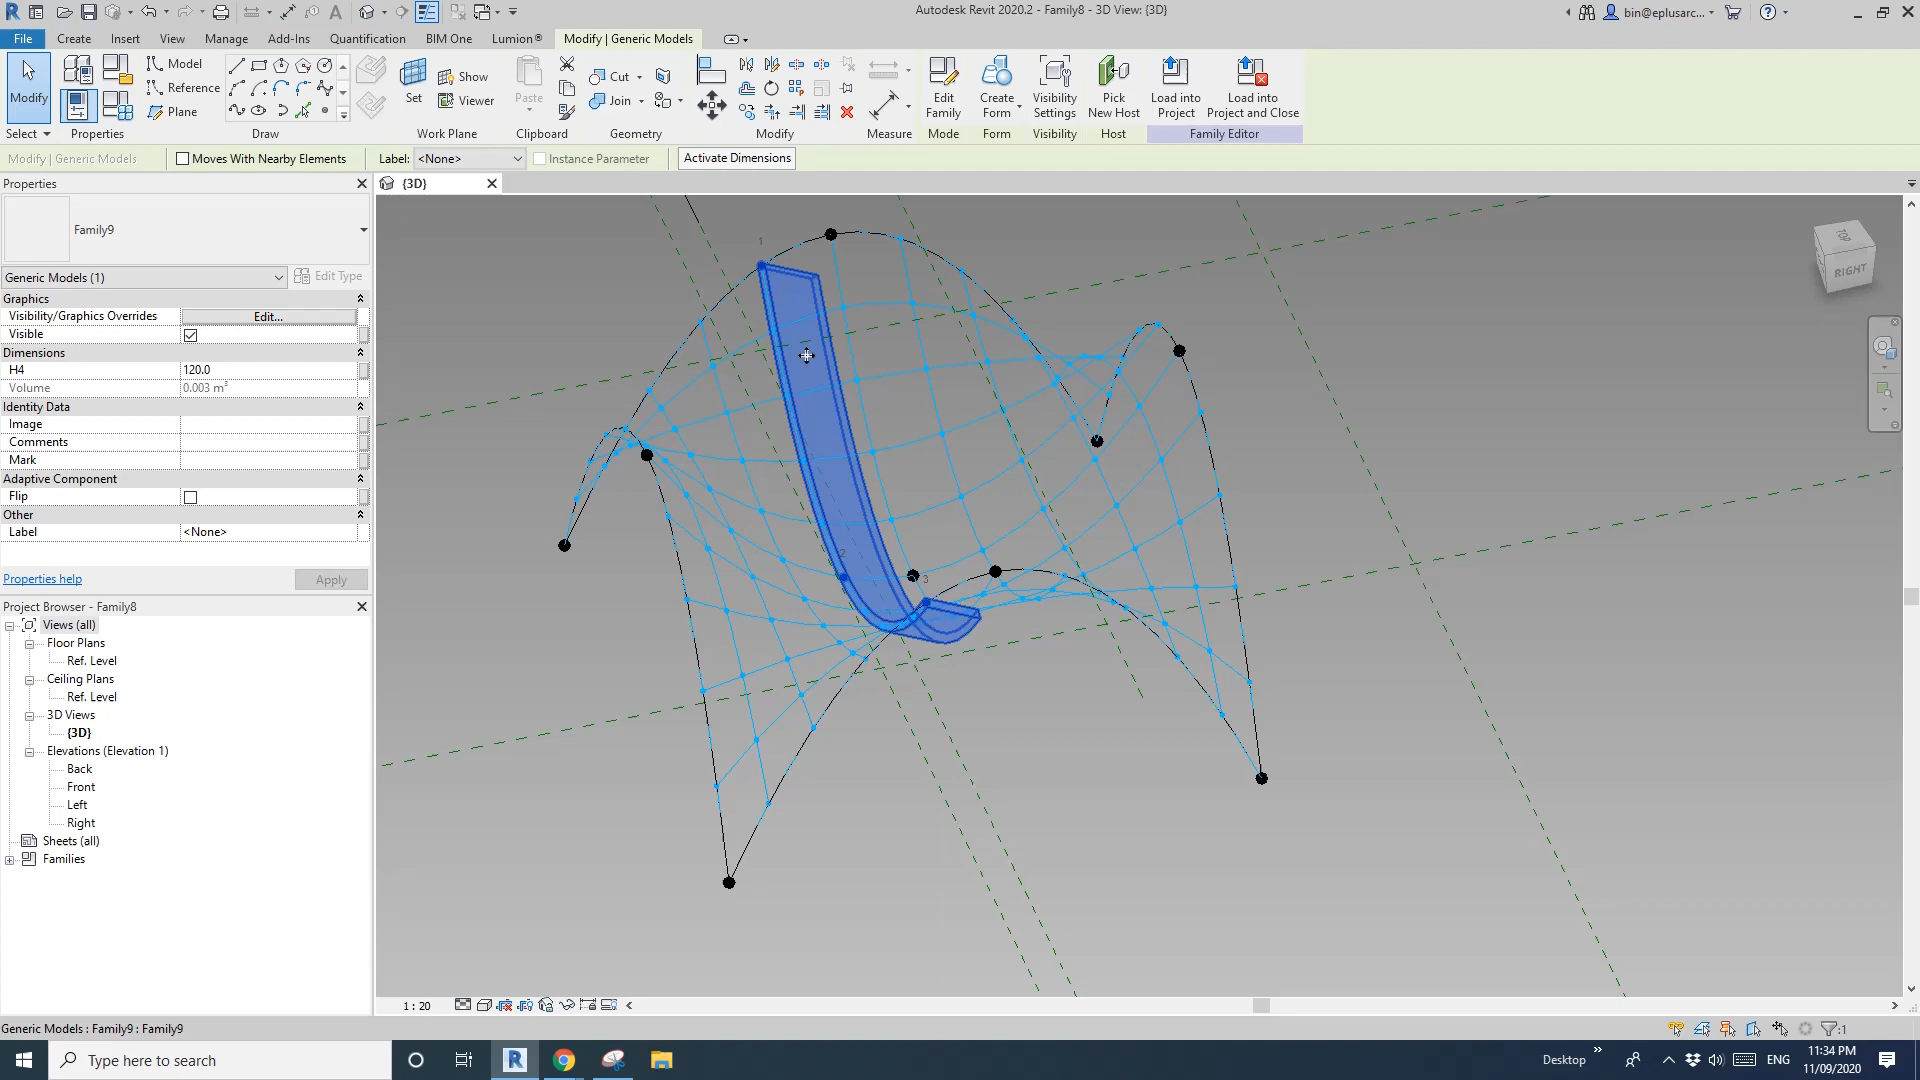 Autodesk Revit 2020.2 - Family8 - 3D View: {3D}
bin@eplusarc...
File Create Insert View Manage Add-Ins Quantification BIM One Lumion® Modify | Generic Models
Modify
Model
Reference
Plane
Set
Show
Viewer
Paste
Cut
Join
Edit
Family
Create
Form
Visibility
Settings
Pick
New Host
Load into
Project
Load into
Project and Close
Select Properties Draw Work Plane Clipboard Geometry Modify Measure Mode Form Visibility Host Family Editor
Modify | Generic Models
Moves With Nearby Elements
Label: <None>
Instance Parameter
Activate Dimensions
Properties
{3D}
Family9
Generic Models (1)
Edit Type
Graphics
Visibility/Graphics Overrides Edit...
Visible
Dimensions
H4 120.0
Volume 0.003 m³
Identity Data
Image
Comments
Mark
Adaptive Component
Flip
Other
Label <None>
Properties help
Apply
Project Browser - Family8
Views (all)
Floor Plans
Ref. Level
Ceiling Plans
Ref. Level
3D Views
{3D}
Elevations (Elevation 1)
Back
Front
Left
Right
Sheets (all)
Families
1
2
3
TOP
RIGHT
1 : 20
Generic Models : Family9 : Family9
:1
Type here to search
Desktop
ENG
11:34 PM
11/09/2020